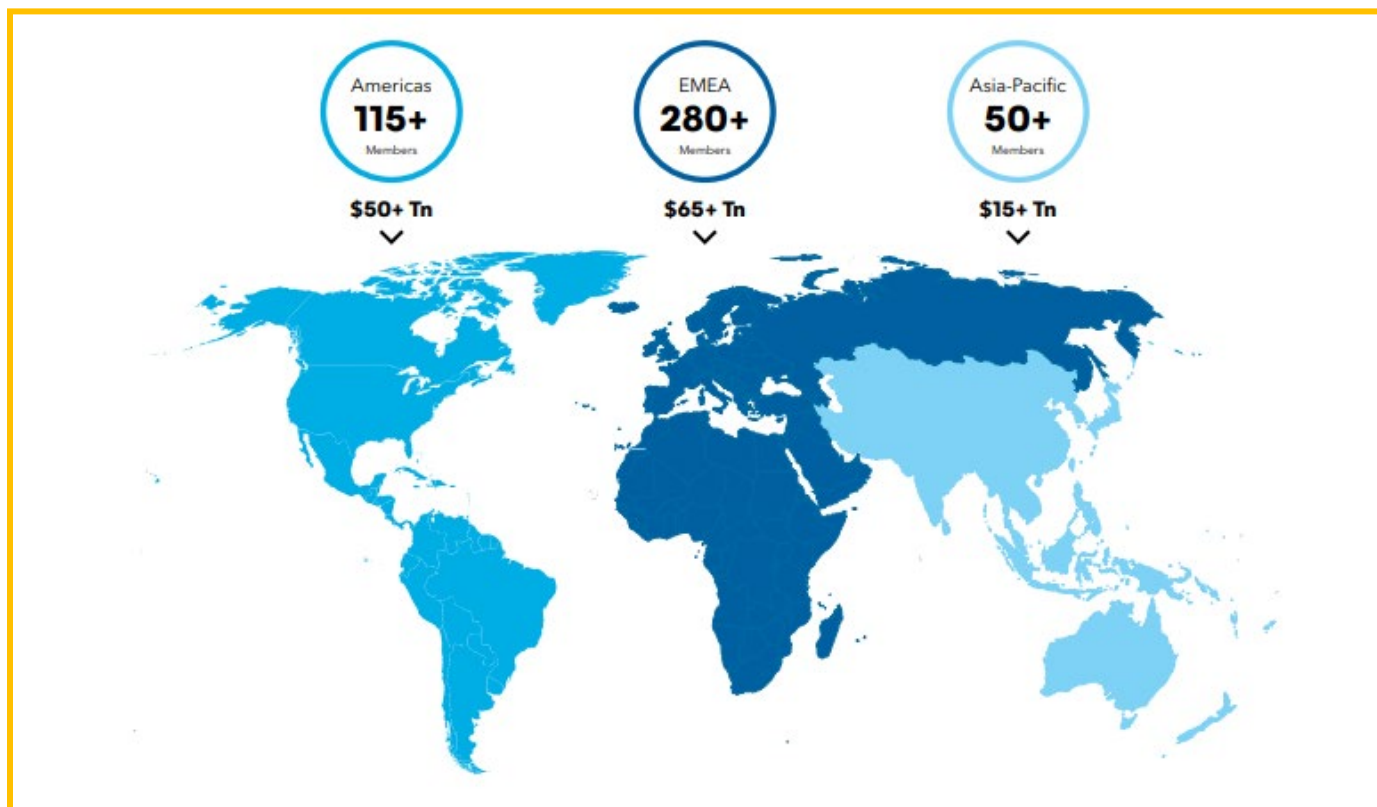 Americas
115+
Members
$50+ Tn
EMEA
280+
Members
$65+ Tn
Asia-Pacific
50+
Members
$15+ Tn